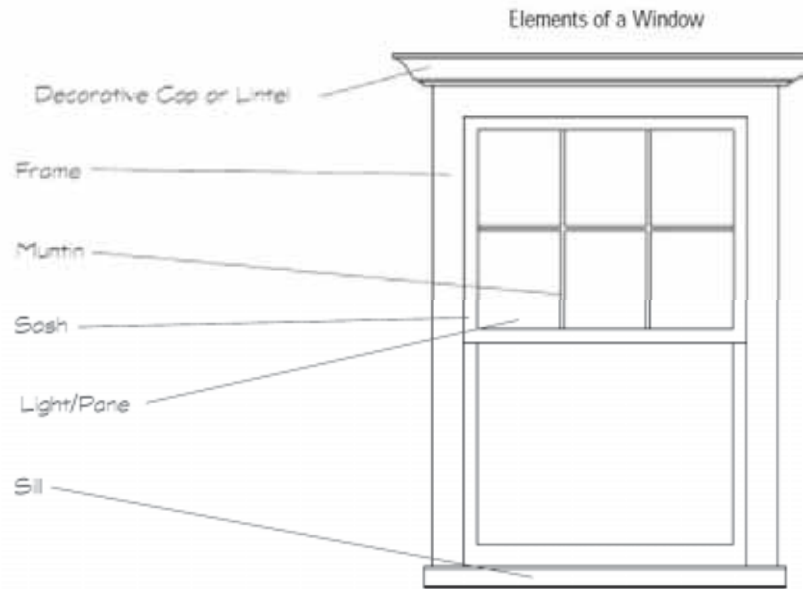 Elements of a Window
Decorative Cap or Lintel
Frame
Muntin
Sash
Light/Pane
Sill